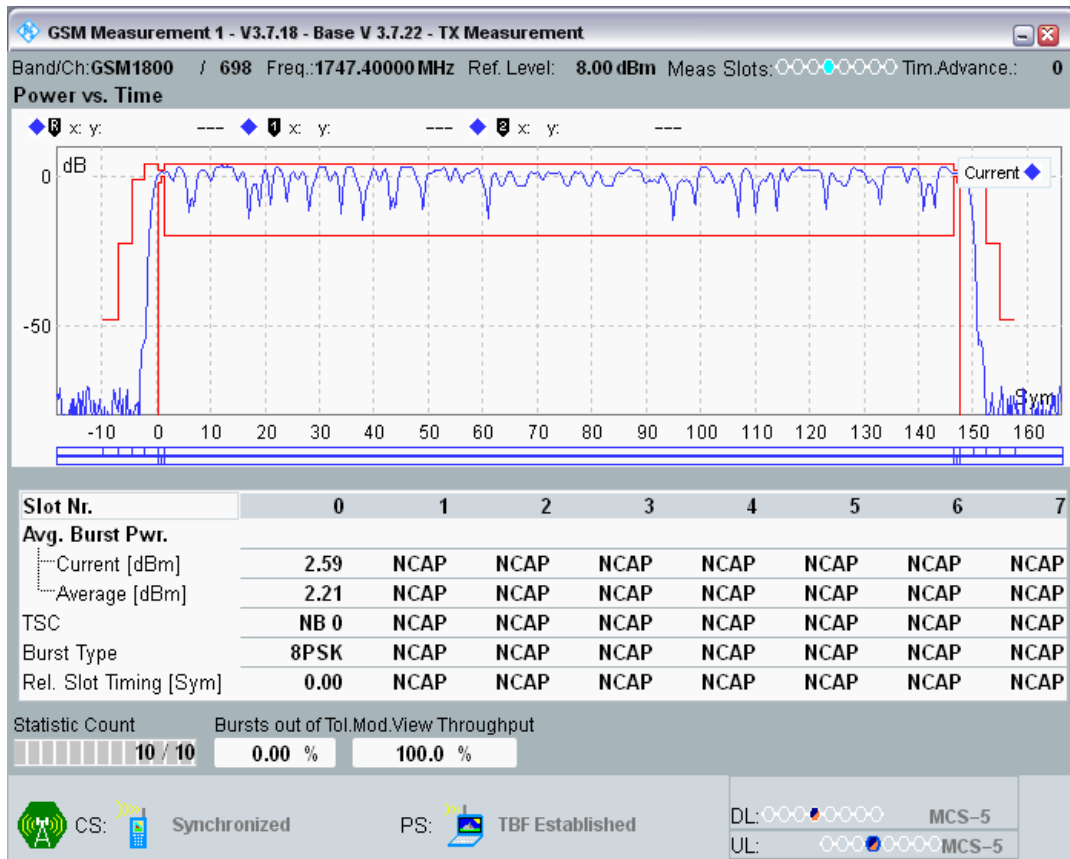 GSM Measurement 1 - V3.7.18 - Base V 3.7.22 - TX Measurement
Band/Ch:GSM1800 / 698 Freq.:1747.40000 MHz Ref. Level: 8.00 dBm Meas Slots: Tim.Advance.: 0
Power vs. Time
R x: y: --- 1 x: y: --- 2 x: y: ---
dB
Current
0
-50
Sym
-10 0 10 20 30 40 50 60 70 80 90 100 110 120 130 140 150 160
Slot Nr. 0 1 2 3 4 5 6 7
Avg. Burst Pwr.
Current [dBm] 2.59 NCAP NCAP NCAP NCAP NCAP NCAP NCAP
Average [dBm] 2.21 NCAP NCAP NCAP NCAP NCAP NCAP NCAP
TSC NB 0 NCAP NCAP NCAP NCAP NCAP NCAP NCAP
Burst Type 8PSK NCAP NCAP NCAP NCAP NCAP NCAP NCAP
Rel. Slot Timing [Sym] 0.00 NCAP NCAP NCAP NCAP NCAP NCAP NCAP
Statistic Count Bursts out of Tol.Mod.View Throughput
10 / 10 0.00 % 100.0 %
CS: Synchronized PS: TBF Established DL: MCS-5
UL: MCS-5